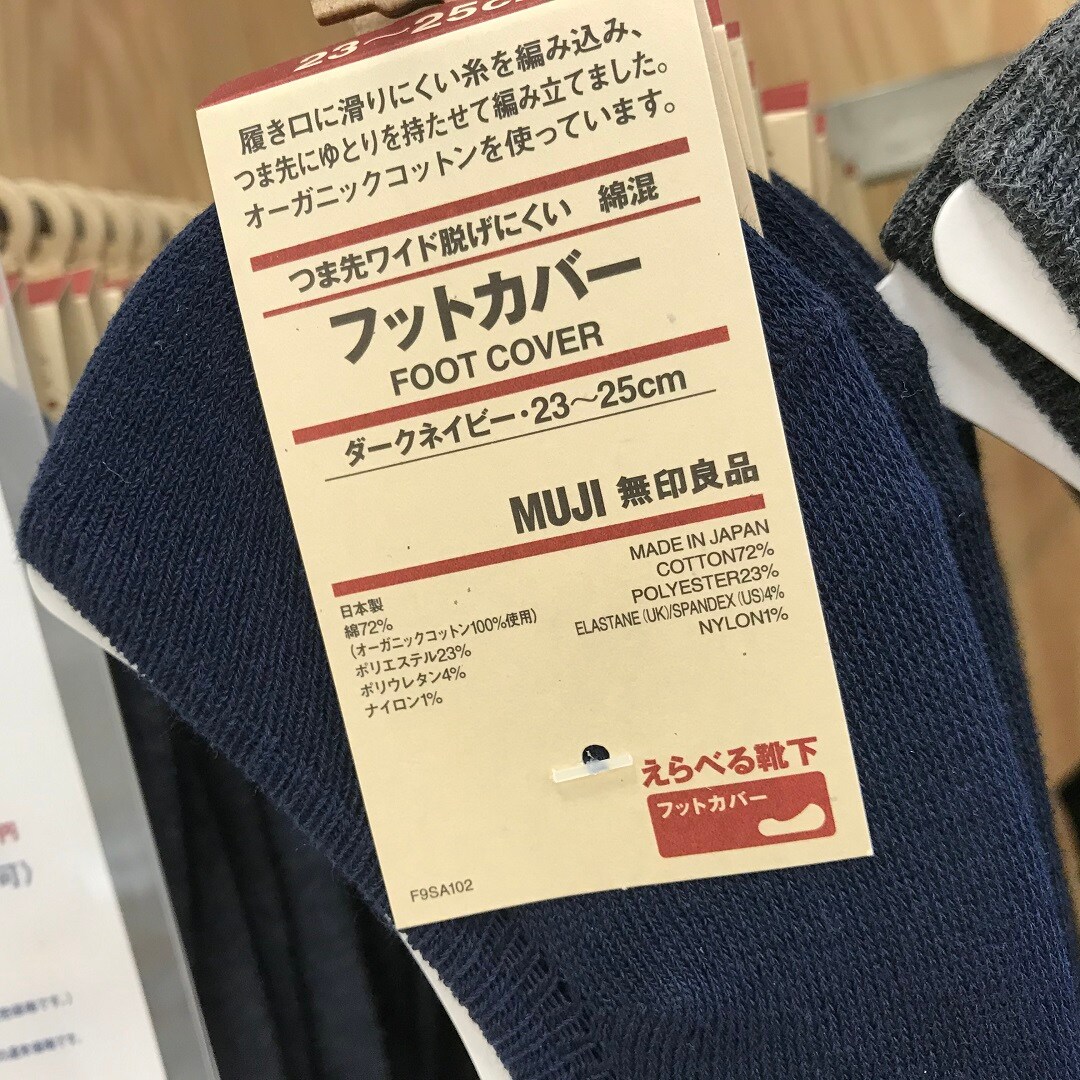 23〜25c
履き口に滑りにくい糸を編み込み、
つま先にゆとりを持たせて編み立てました。
オーガニックコットンを使っています。
つま先ワイド脱げにくい 綿混
フットカバー
FOOT COVER
ダークネイビー・23〜25cm
MUJI 無印良品
MADE IN JAPAN
COTTON72%
POLYESTER23%
ELASTANE (UK)/SPANDEX (US)4%
NYLON1%
日本製
綿72%
(オーガニックコットン100%使用)
ポリエステル23%
ポリウレタン4%
ナイロン1%
えらべる靴下
フットカバー
F9SA102
円
可)